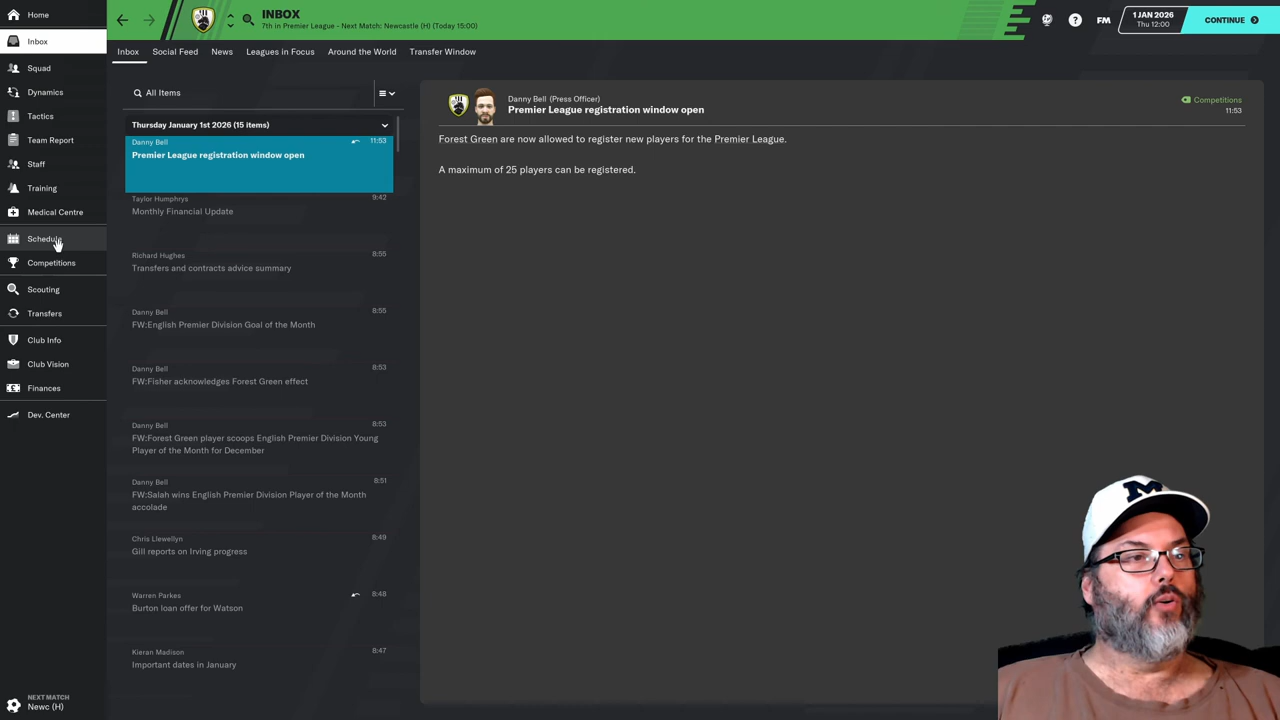 Home
Inbox
Squad
Dynamics
Tactics
Team Report
Staff
Training
Medical Centre
Schedule
Competitions
Scouting
Transfers
Club Info
Club Vision
Finances
Dev. Center
NEXT MATCH
Newc (H)
INBOX
7th in Premier League - Next Match: Newcastle (H) (Today 15:00)
FM
1 JAN 2026
Thu 12:00
CONTINUE
Inbox Social Feed News Leagues in Focus Around the World Transfer Window
All Items
Thursday January 1st 2026 (15 items)
Danny Bell 11:53
Premier League registration window open
Taylor Humphrys 9:42
Monthly Financial Update
Richard Hughes 8:55
Transfers and contracts advice summary
Danny Bell 8:55
FW:English Premier Division Goal of the Month
Danny Bell 8:53
FW:Fisher acknowledges Forest Green effect
Danny Bell 8:53
FW:Forest Green player scoops English Premier Division Young
Player of the Month for December
Danny Bell 8:51
FW:Salah wins English Premier Division Player of the Month
accolade
Chris Llewellyn 8:49
Gill reports on Irving progress
Warren Parkes 8:48
Burton loan offer for Watson
Kieran Madison 8:47
Important dates in January
Danny Bell (Press Officer)
Premier League registration window open
Competitions
11:53
Forest Green are now allowed to register new players for the Premier League.
A maximum of 25 players can be registered.
M